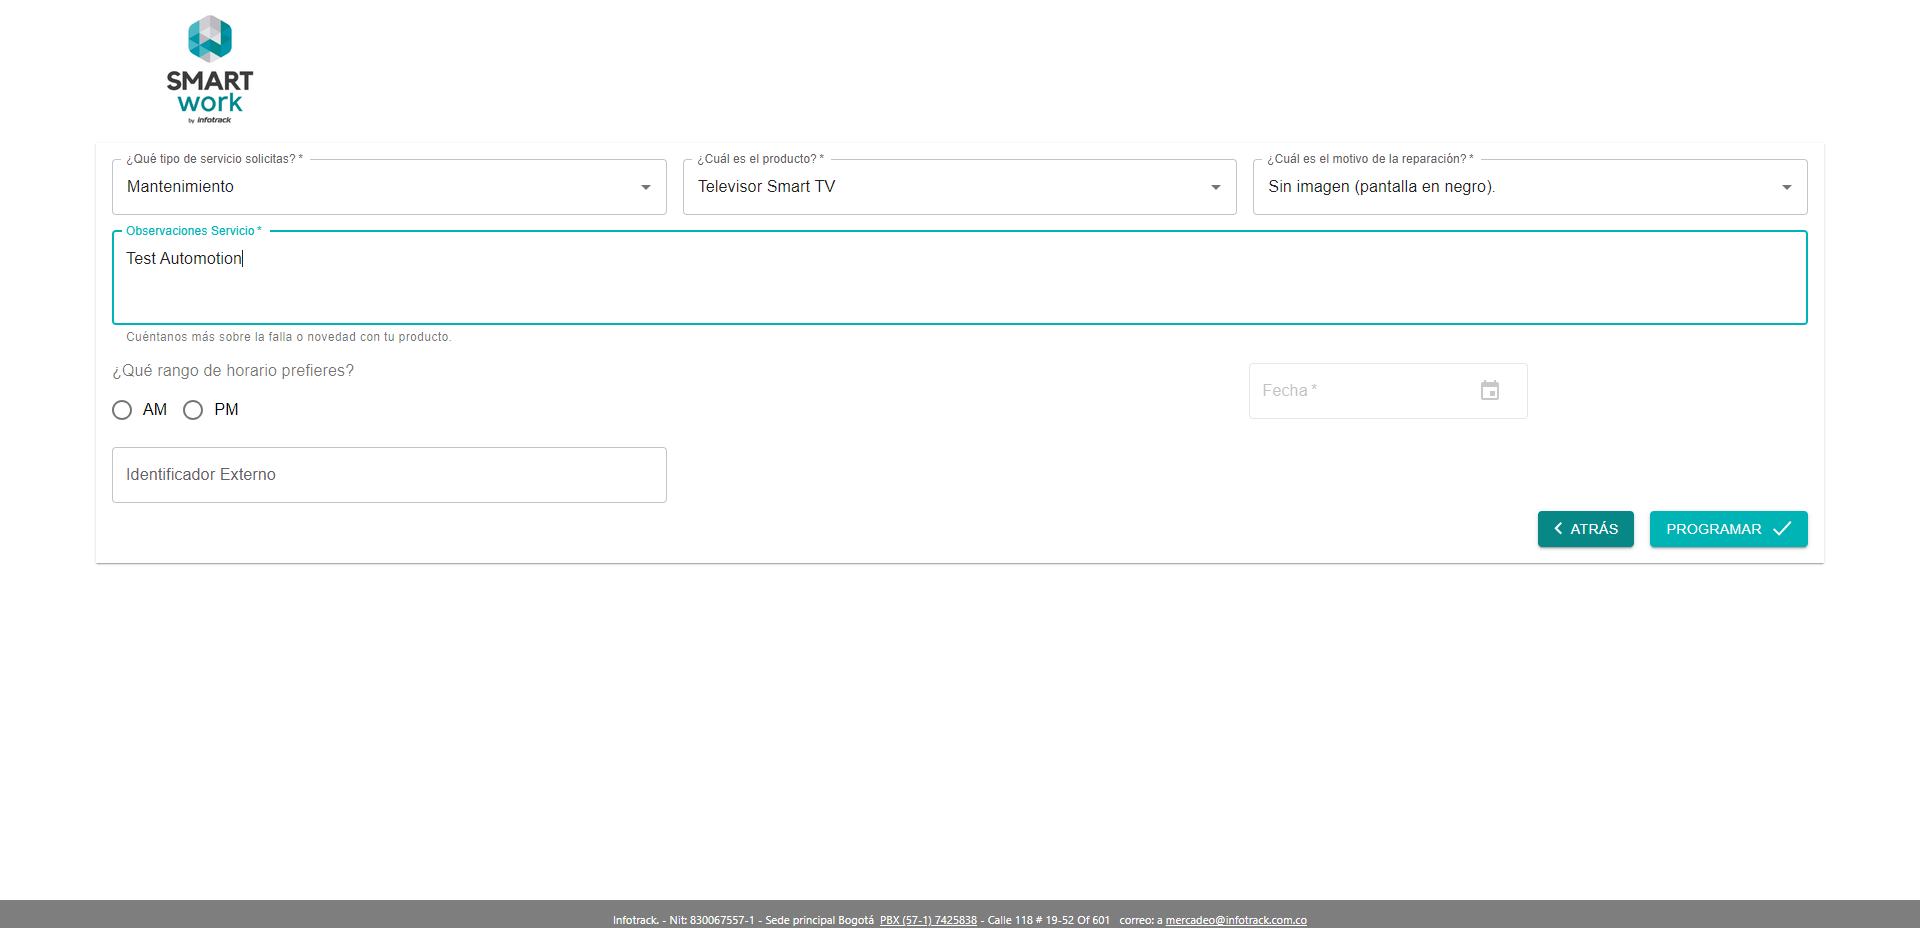 SMART
work
by infotrack
¿Qué tipo de servicio solicitas? *
Mantenimiento
¿Cuál es el producto? *
Televisor Smart TV
¿Cuál es el motivo de la reparación? *
Sin imagen (pantalla en negro).
Observaciones Servicio *
Test Automotion
Cuéntanos más sobre la falla o novedad con tu producto.
¿Qué rango de horario prefieres?
AM PM
Fecha *
Identificador Externo
ATRÁS
PROGRAMAR
Infotrack. - Nit: 830067557-1 - Sede principal Bogotá PBX (57-1) 7425838 - Calle 118 # 19-52 Of 601 correo: a mercadeo@infotrack.com.co